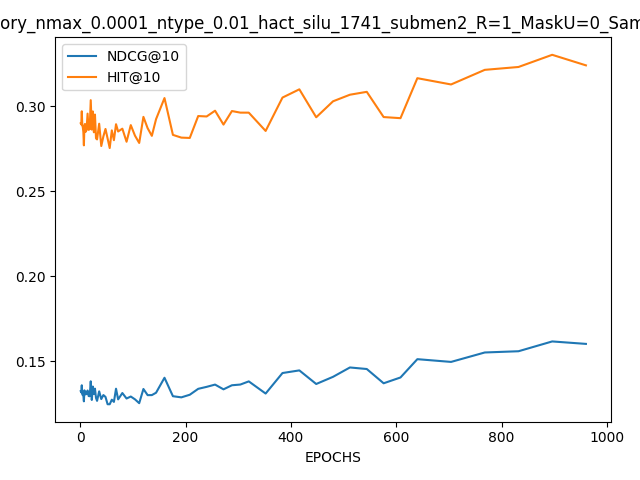 ory_nmax_0.0001_ntype_0.01_hact_silu_1741_submen2_R=1_MaskU=0_Sam
NDCG@10
HIT@10
0.30
0.25
0.20
0.15
0 200 400 600 800 1000
EPOCHS